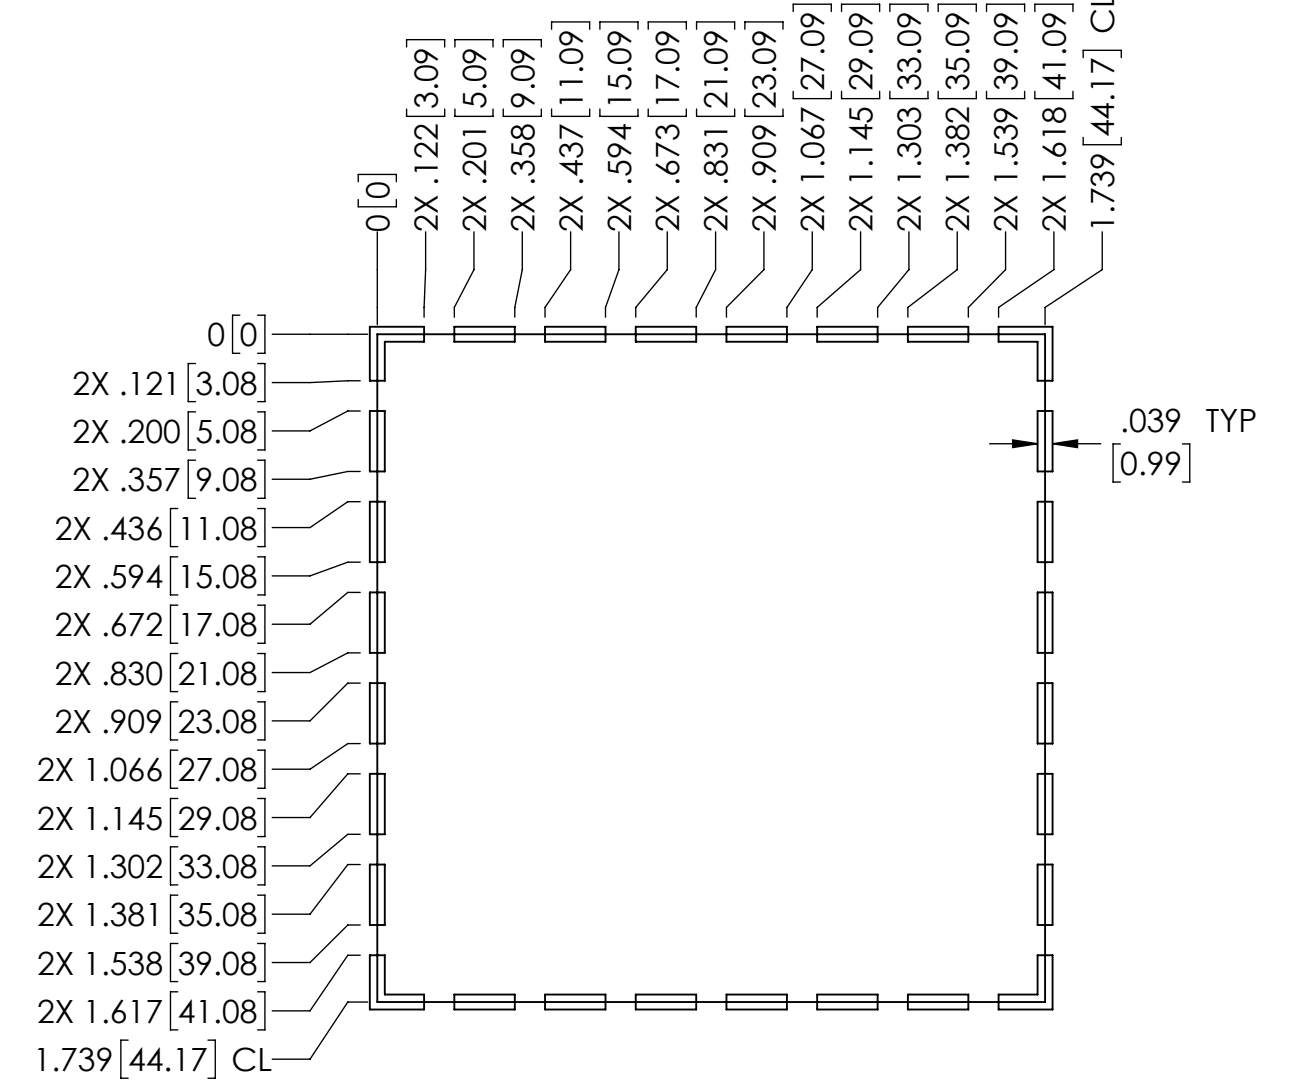 0[0]
2X .122[3.09]
2X .201[5.09]
2X .358[9.09]
2X .437[11.09]
2X .594[15.09]
2X .673[17.09]
2X .831[21.09]
2X .909[23.09]
2X 1.067[27.09]
2X 1.145[29.09]
2X 1.303[33.09]
2X 1.382[35.09]
2X 1.539[39.09]
2X 1.618[41.09]
1.739[44.17] CL
0[0]
2X .121[3.08]
2X .200[5.08]
2X .357[9.08]
2X .436[11.08]
2X .594[15.08]
2X .672[17.08]
2X .830[21.08]
2X .909[23.08]
2X 1.066[27.08]
2X 1.145[29.08]
2X 1.302[33.08]
2X 1.381[35.08]
2X 1.538[39.08]
2X 1.617[41.08]
1.739[44.17] CL
.039 TYP
[0.99]